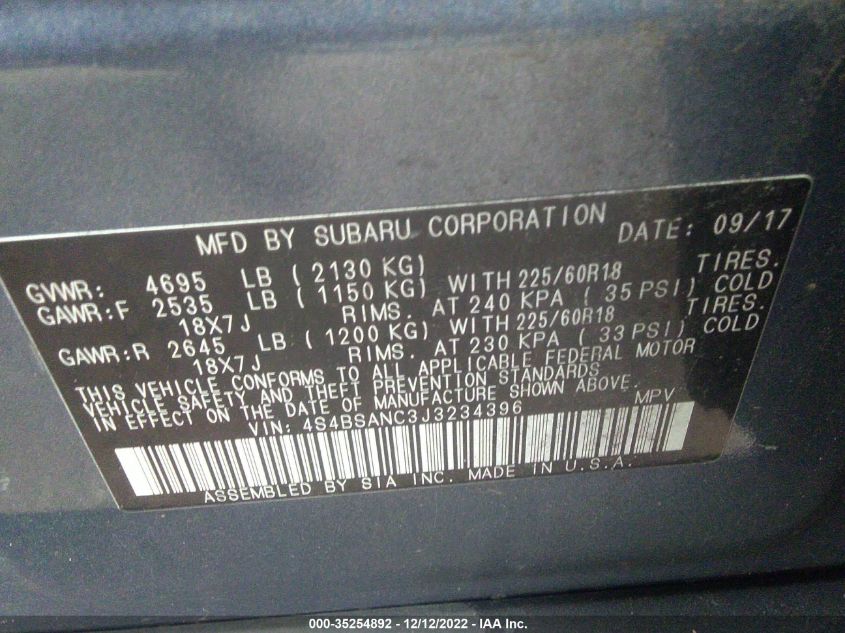 MFD BY SUBARU CORPORATION DATE: 09/17
GVWR: 4695 LB (2130 KG)
GAWR:F 2535 LB (1150 KG) WITH 225/60R18 TIRES.
18X7J RIMS. AT 240 KPA (35 PSI) COLD
GAWR:R 2645 LB (1200 KG) WITH 225/60R18 TIRES.
18X7J RIMS. AT 230 KPA (33 PSI) COLD
THIS VEHICLE CONFORMS TO ALL APPLICABLE FEDERAL MOTOR
VEHICLE SAFETY AND THEFT PREVENTION STANDARDS
IN EFFECT ON THE DATE OF MANUFACTURE SHOWN ABOVE.
VIN: 4S4BSANC3J3234396 MPV
ASSEMBLED BY SIA INC. MADE IN U.S.A.
000-35254892 - 12/12/2022 - IAA Inc.